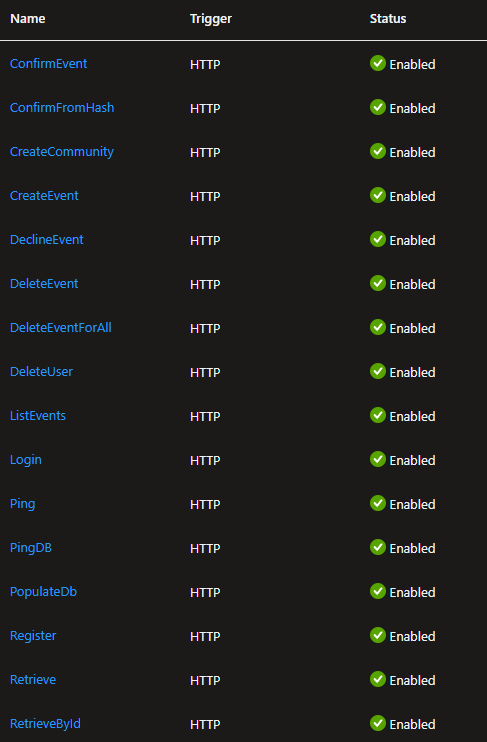 Name Trigger Status
ConfirmEvent HTTP Enabled
ConfirmFromHash HTTP Enabled
CreateCommunity HTTP Enabled
CreateEvent HTTP Enabled
DeclineEvent HTTP Enabled
DeleteEvent HTTP Enabled
DeleteEventForAll HTTP Enabled
DeleteUser HTTP Enabled
ListEvents HTTP Enabled
Login HTTP Enabled
Ping HTTP Enabled
PingDB HTTP Enabled
PopulateDb HTTP Enabled
Register HTTP Enabled
Retrieve HTTP Enabled
RetrieveById HTTP Enabled